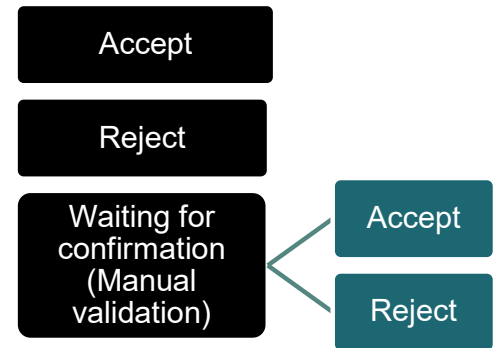 Accept
Reject
Waiting for
confirmation
(Manual
validation)
Accept
Reject